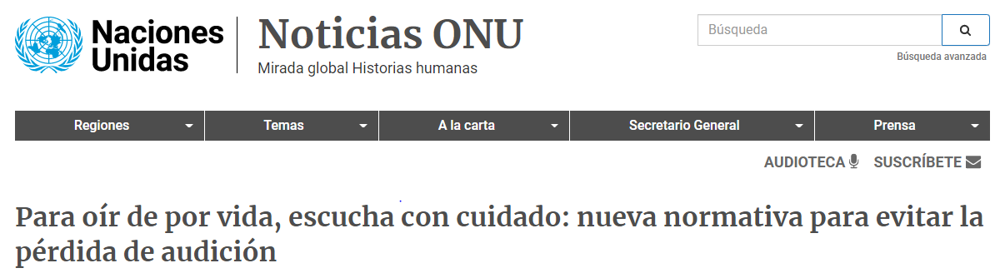 Naciones
Unidas
Noticias ONU
Mirada global Historias humanas
Búsqueda
Búsqueda avanzada
Regiones
Temas
A la carta
Secretario General
Prensa
AUDIOTECA
SUSCRÍBETE
Para oír de por vida, escucha con cuidado: nueva normativa para evitar la
pérdida de audición